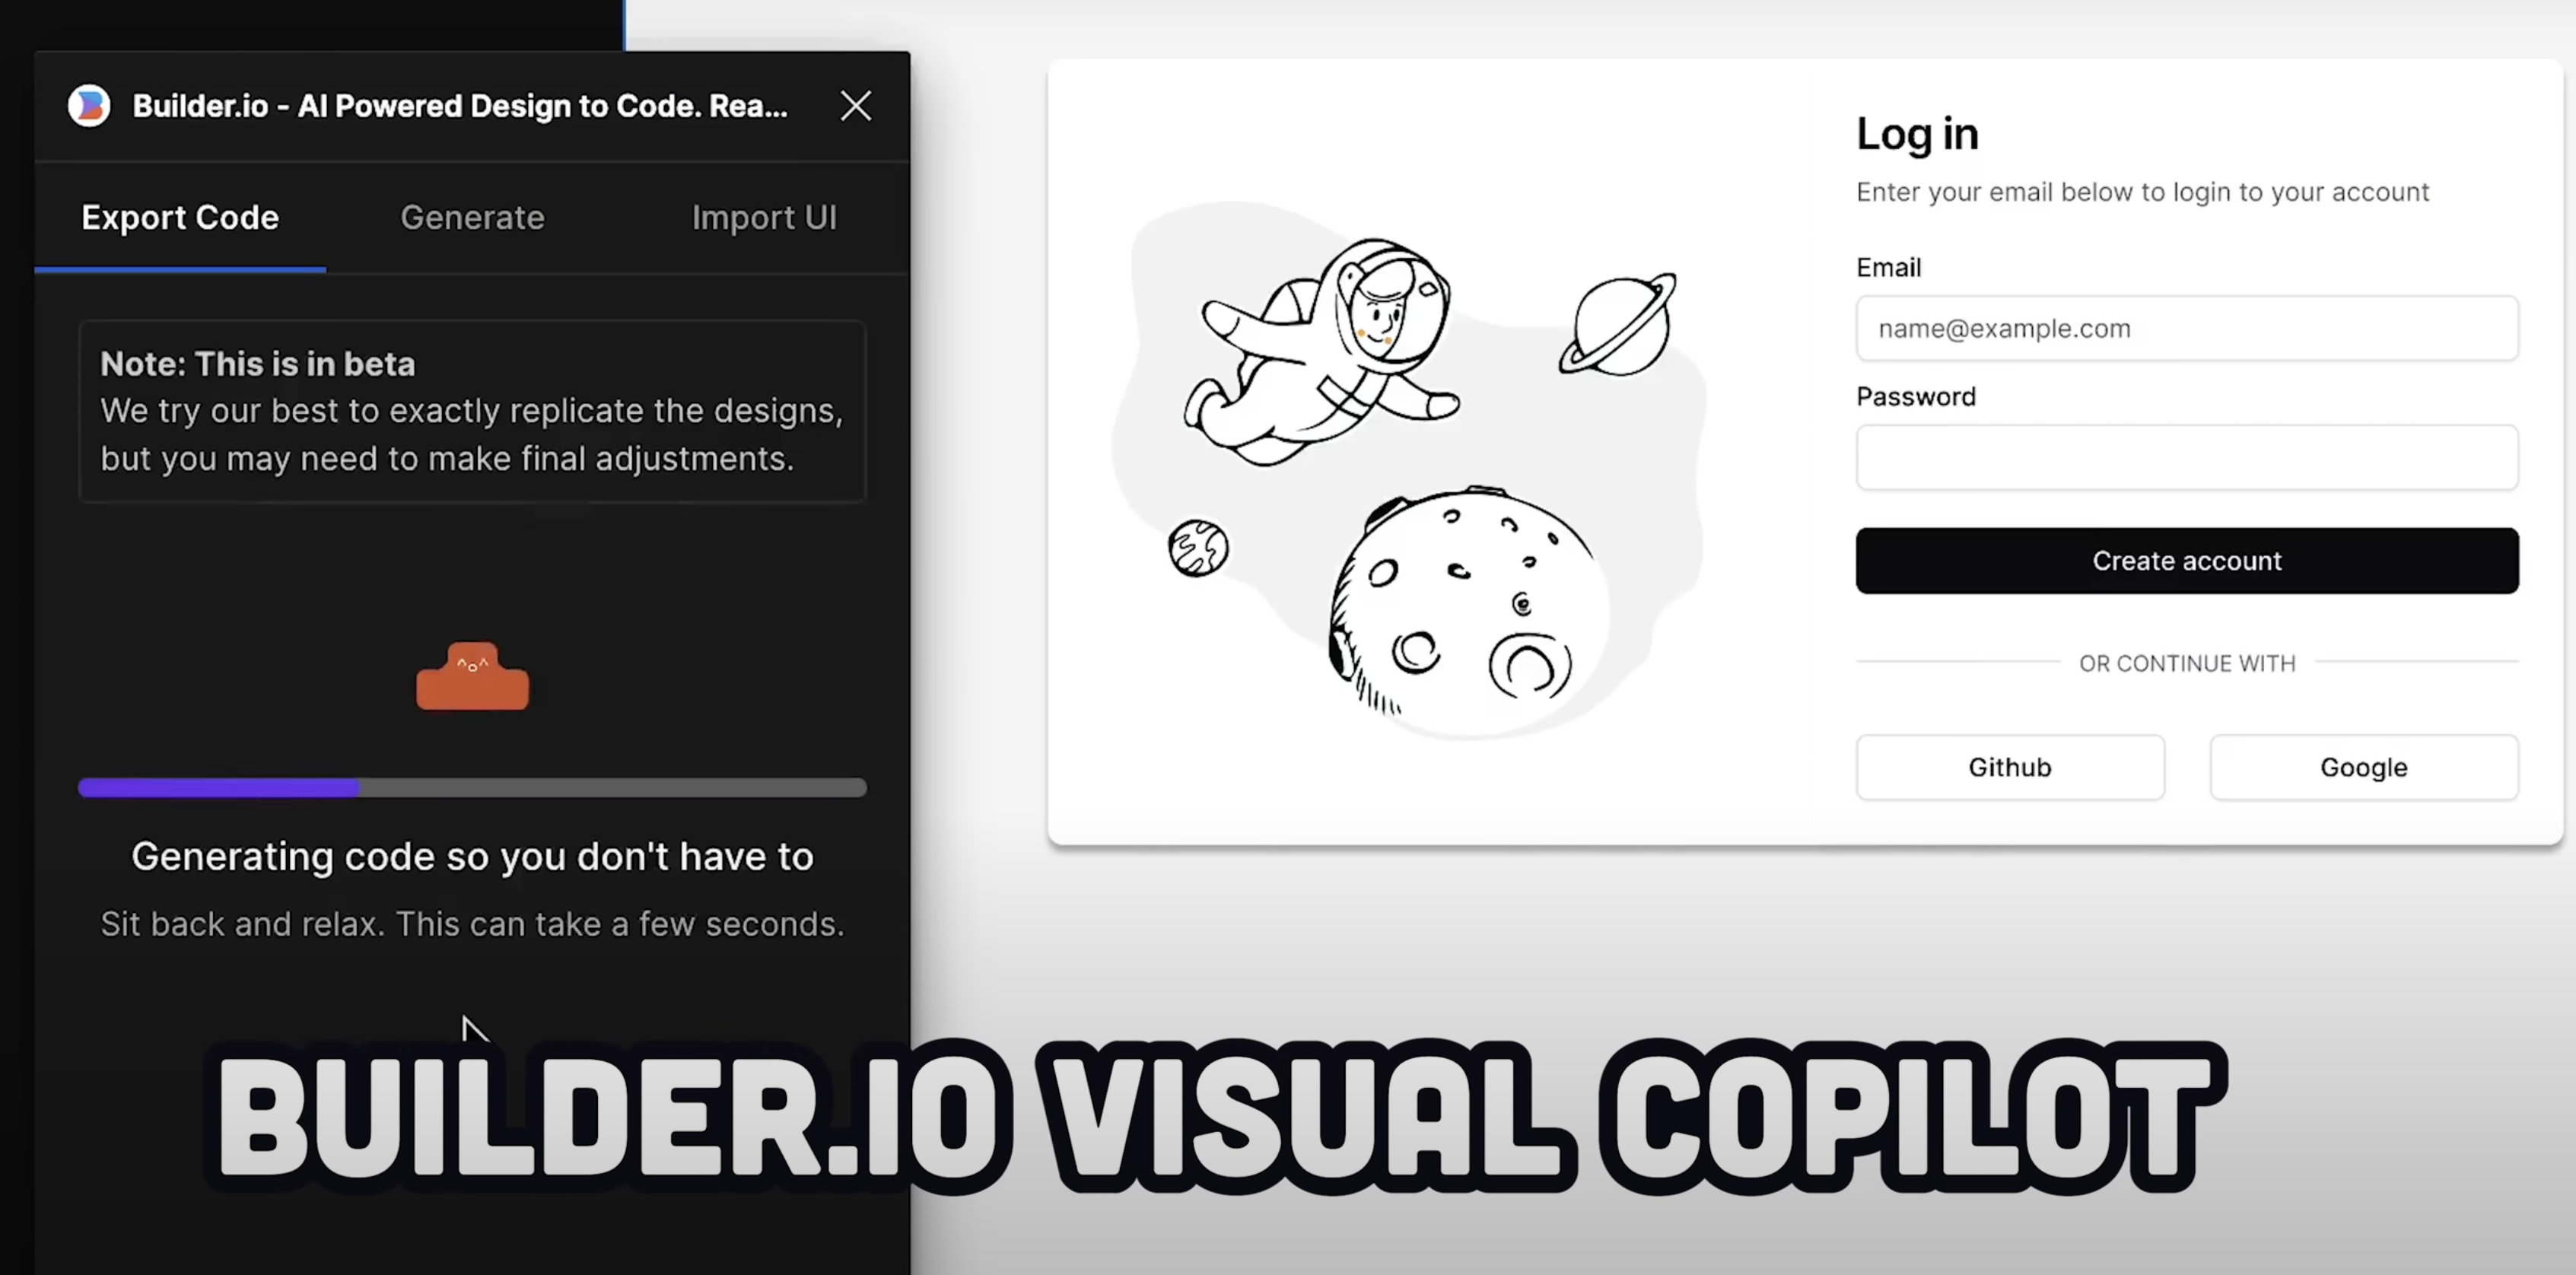 Builder.io - AI Powered Design to Code. Rea...
Export Code
Generate
Import UI
Note: This is in beta
We try our best to exactly replicate the designs,
but you may need to make final adjustments.
Generating code so you don't have to
Sit back and relax. This can take a few seconds.
Log in
Enter your email below to login to your account
Email
name@example.com
Password
Create account
OR CONTINUE WITH
Github
Google
BUILDER.IO VISUAL COPILOT